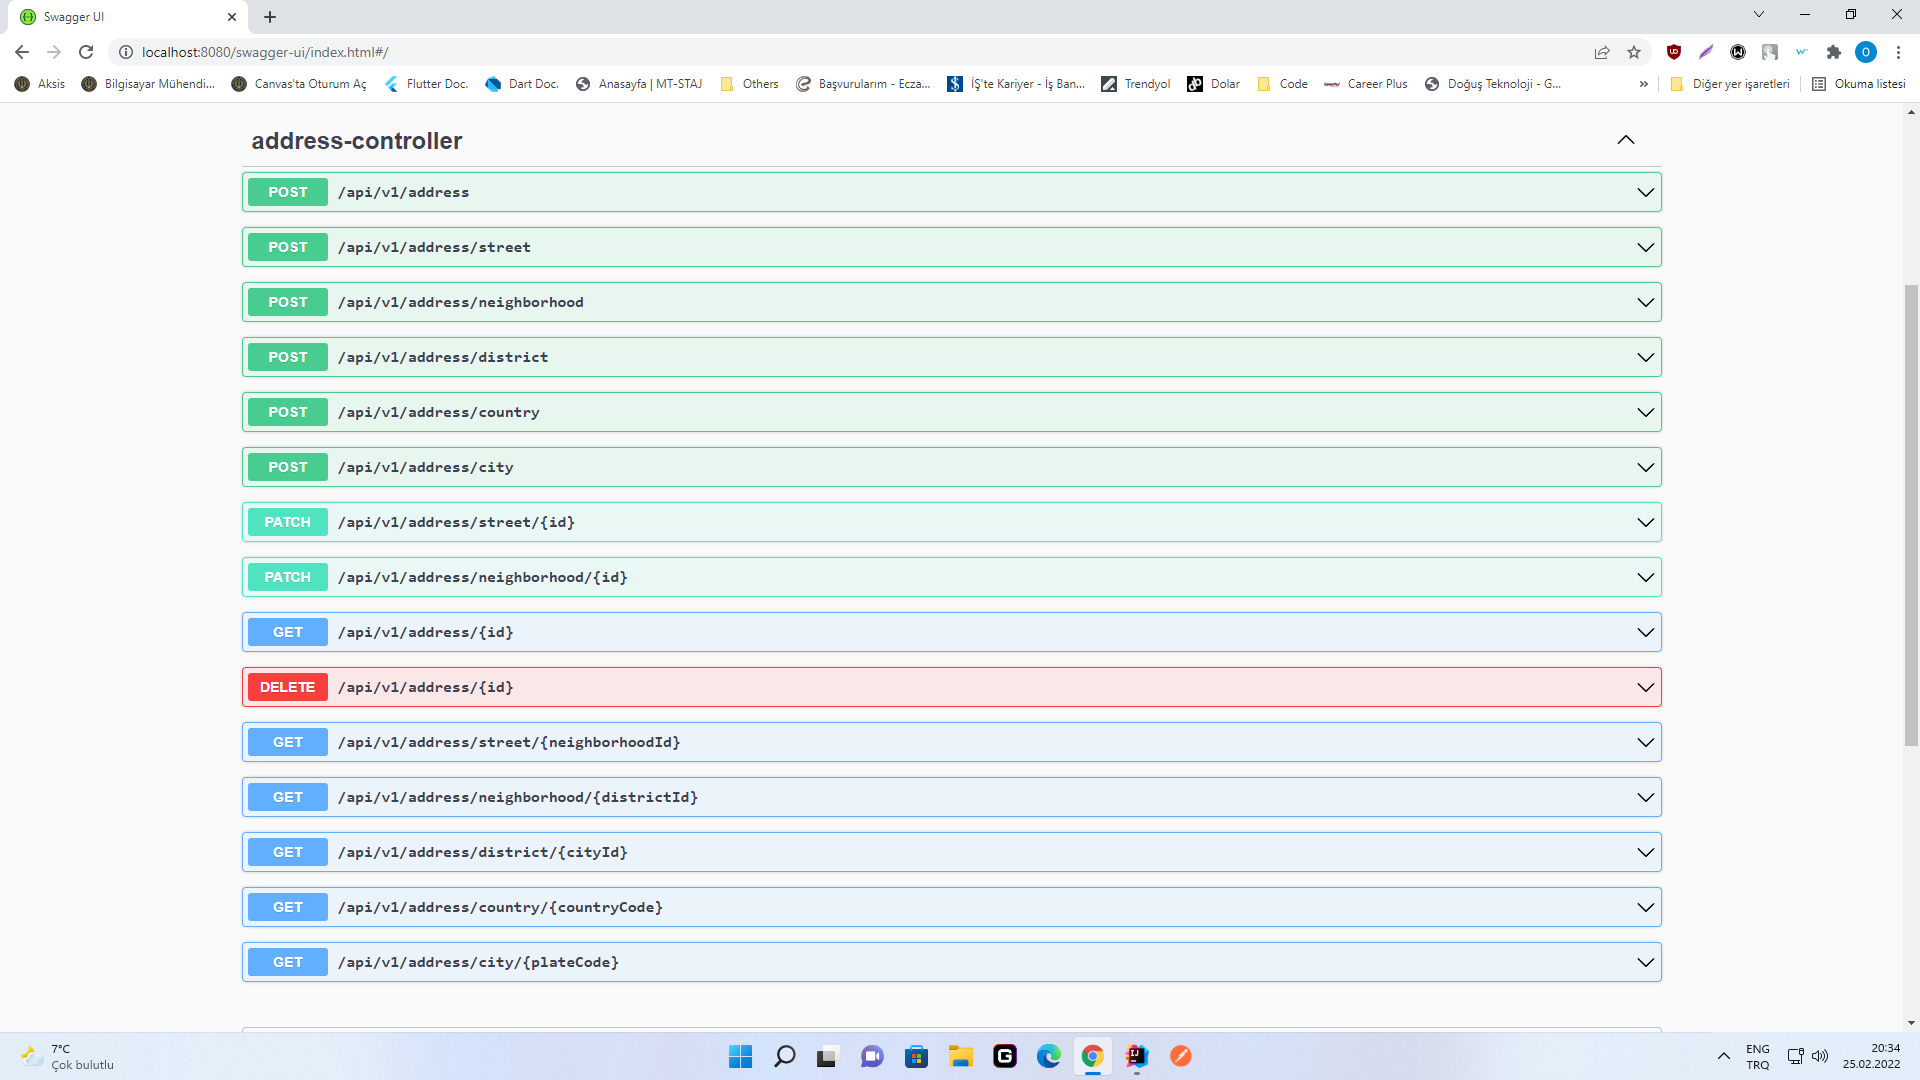 Swagger UI
localhost:8080/swagger-ui/index.html#/
Aksis Bilgisayar Mühendi... Canvas'ta Oturum Aç Flutter Doc. Dart Doc. Anasayfa | MT-STAJ Others Başvurularım - Ecza... İŞ'te Kariyer - İş Ban... Trendyol Dolar Code Career Plus Doğuş Teknoloji - G... » Diğer yer işaretleri Okuma listesi
address-controller
POST /api/v1/address
POST /api/v1/address/street
POST /api/v1/address/neighborhood
POST /api/v1/address/district
POST /api/v1/address/country
POST /api/v1/address/city
PATCH /api/v1/address/street/{id}
PATCH /api/v1/address/neighborhood/{id}
GET /api/v1/address/{id}
DELETE /api/v1/address/{id}
GET /api/v1/address/street/{neighborhoodId}
GET /api/v1/address/neighborhood/{districtId}
GET /api/v1/address/district/{cityId}
GET /api/v1/address/country/{countryCode}
GET /api/v1/address/city/{plateCode}
7°C
Çok bulutlu
ENG
TRQ
20:34
25.02.2022